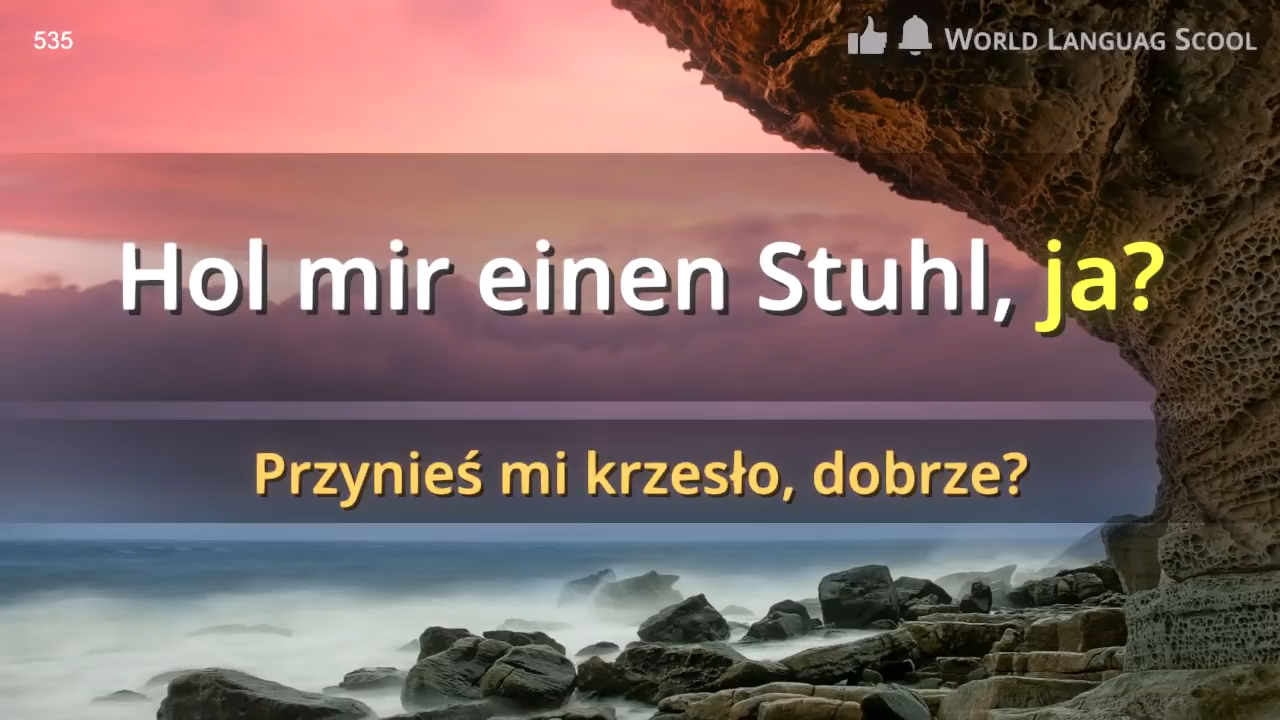 535
World Languag Scool
Hol mir einen Stuhl, ja?
Przynieś mi krzesło, dobrze?